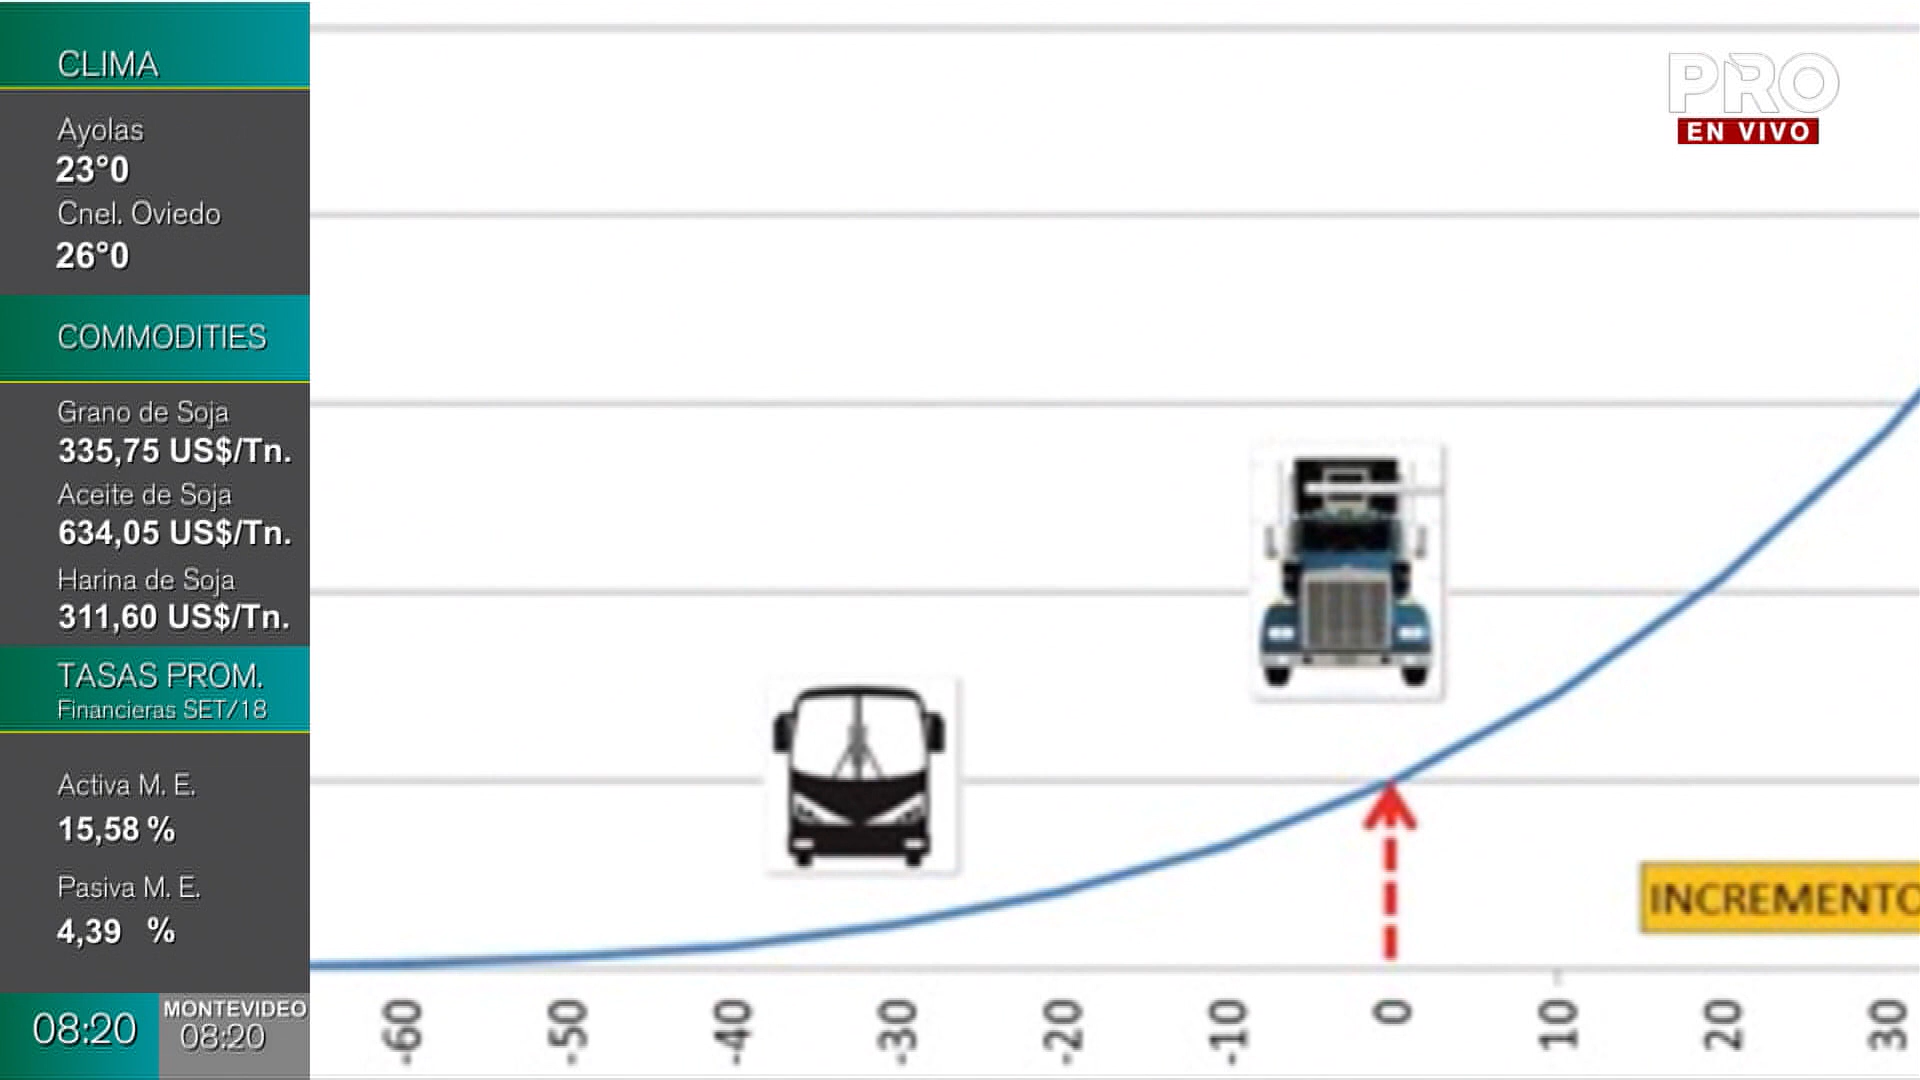 CLIMA
Ayolas
23°0
Cnel. Oviedo
26°0
COMMODITIES
Grano de Soja
335,75 US$/Tn.
Aceite de Soja
634,05 US$/Tn.
Harina de Soja
311,60 US$/Tn.
TASAS PROM.
Financieras SET/18
Activa M. E.
15,58 %
Pasiva M. E.
4,39 %
08:20
MONTEVIDEO
08:20
PRO
EN VIVO
INCREMENTO
-60 -50 -40 -30 -20 -10 0 10 20 30